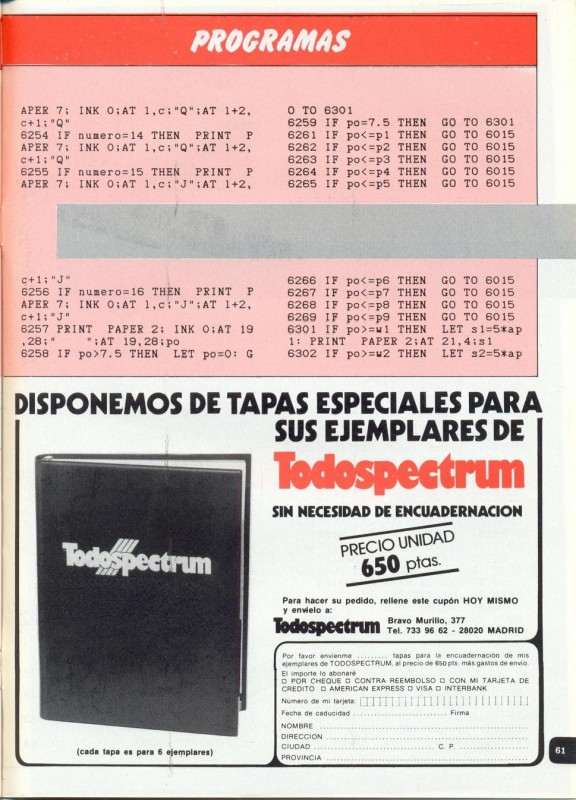 PROGRAMAS
APER 7; INK 0;AT 1,c;"Q";AT 1+2,
c+1;"Q"
6254 IF numero=14 THEN  PRINT  P
APER 7; INK 0;AT 1,c;"Q";AT 1+2,
c+1;"Q"
6255 IF numero=15 THEN  PRINT  P
APER 7; INK 0;AT 1,c;"J";AT 1+2,
c+1;"J"
6256 IF numero=16 THEN  PRINT  P
APER 7; INK 0;AT 1,c;"J";AT 1+2,
c+1;"J"
6257 PRINT  PAPER 2; INK 0;AT 19
,28;"    ";AT 19,28;po
6258 IF po>7.5 THEN  LET po=0: G
O TO 6301
6259 IF po=7.5 THEN  GO TO 6301
6261 IF po<=p1 THEN  GO TO 6015
6262 IF po<=p2 THEN  GO TO 6015
6263 IF po<=p3 THEN  GO TO 6015
6264 IF po<=p4 THEN  GO TO 6015
6265 IF po<=p5 THEN  GO TO 6015
6266 IF po<=p6 THEN  GO TO 6015
6267 IF po<=p7 THEN  GO TO 6015
6268 IF po<=p8 THEN  GO TO 6015
6269 IF po<=p9 THEN  GO TO 6015
6301 IF po>=w1 THEN  LET s1=5*ap
1: PRINT  PAPER 2;AT 21,4;s1
6302 IF po>=w2 THEN  LET s2=5*ap
DISPONEMOS DE TAPAS ESPECIALES PARA
SUS EJEMPLARES DE
Todospectrum
SIN NECESIDAD DE ENCUADERNACION
PRECIO UNIDAD
650 ptas.
Todospectrum
(cada tapa es para 6 ejemplares)
Para hacer su pedido, rellene este cupón HOY MISMO
y envíelo a:
Todospectrum Bravo Murillo, 377
Tel. 733 96 62 - 28020 MADRID
Por favor envienme ......... tapas para la encuadernación de mis
ejemplares de TODOSPECTRUM, al precio de 650 pts. más gastos de envio.
El importe lo abonaré
□ POR CHEQUE □ CONTRA REEMBOLSO □ CON MI TARJETA DE
CREDITO □ AMERICAN EXPRESS □ VISA □ INTERBANK
Número de mi tarjeta:
Fecha de caducidad ........................ Firma
NOMBRE ........................
DIRECCION ........................
CIUDAD ........................ C. P. ........................
PROVINCIA ........................
61